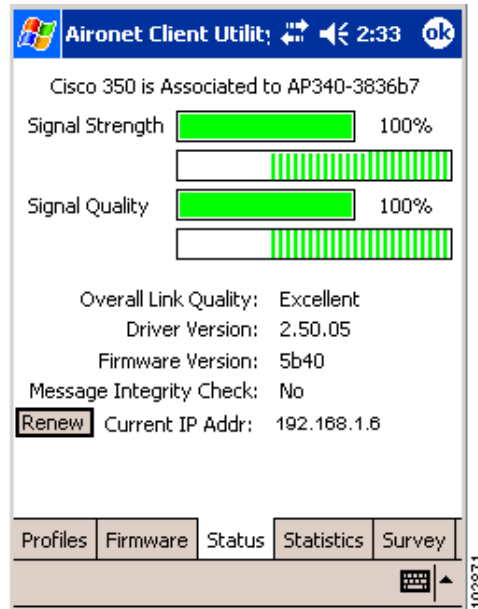 Aironet Client Utility 2:33 ok
Cisco 350 is Associated to AP340-3836b7
Signal Strength 100%
Signal Quality 100%
Overall Link Quality: Excellent
Driver Version: 2.50.05
Firmware Version: 5b40
Message Integrity Check: No
Renew Current IP Addr: 192.168.1.6
Profiles Firmware Status Statistics Survey
103871